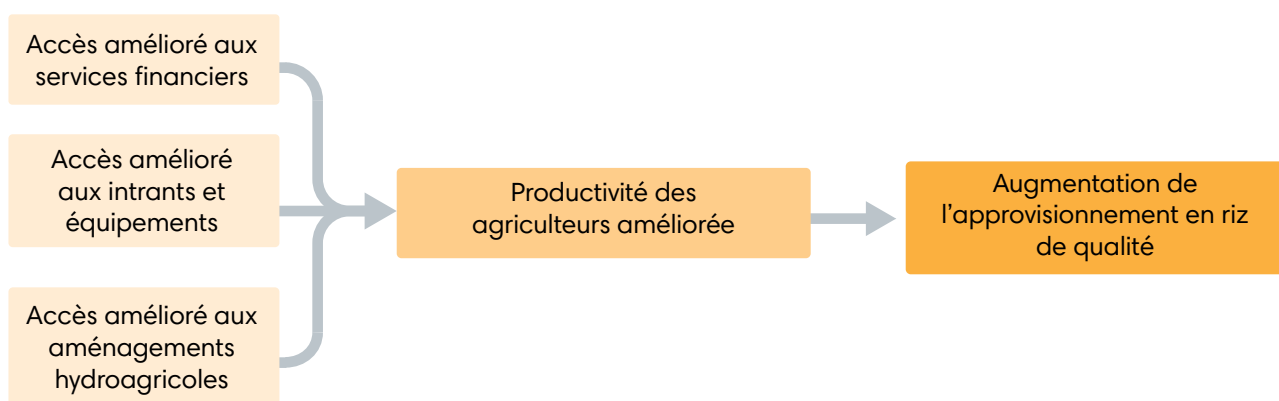 Accès amélioré aux
services financiers
Accès amélioré
aux intrants et
équipements
Accès amélioré aux
aménagements
hydroagricoles
Productivité des
agriculteurs améliorée
Augmentation de
l’approvisionnement en riz
de qualité